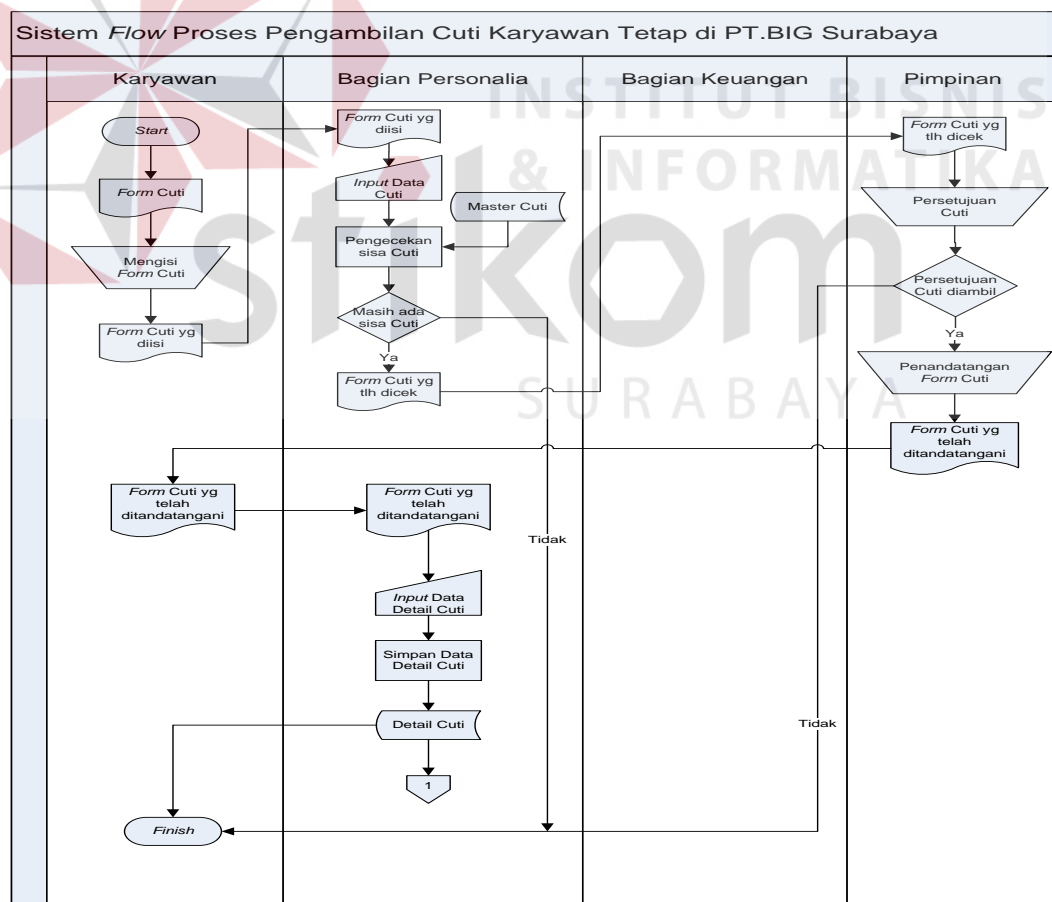 Sistem Flow Proses Pengambilan Cuti Karyawan Tetap di PT.BIG Surabaya
Karyawan
Bagian Personalia
Bagian Keuangan
Pimpinan
INSTITUT BISNIS
& INFORMATIKA
stikom
SURABAYA
Start
Form Cuti
Mengisi
Form Cuti
Form Cuti yg
diisi
Form Cuti yg
diisi
Input Data
Cuti
Master Cuti
Pengecekan
sisa Cuti
Masih ada
sisa Cuti
Ya
Form Cuti yg
tlh dicek
Form Cuti yg
tlh dicek
Persetujuan
Cuti
Persetujuan
Cuti diambil
Ya
Penandatangan
Form Cuti
Form Cuti yg
telah
ditandatangani
Form Cuti yg
telah
ditandatangani
Form Cuti yg
telah
ditandatangani
Tidak
Input Data
Detail Cuti
Simpan Data
Detail Cuti
Detail Cuti
Tidak
1
Finish